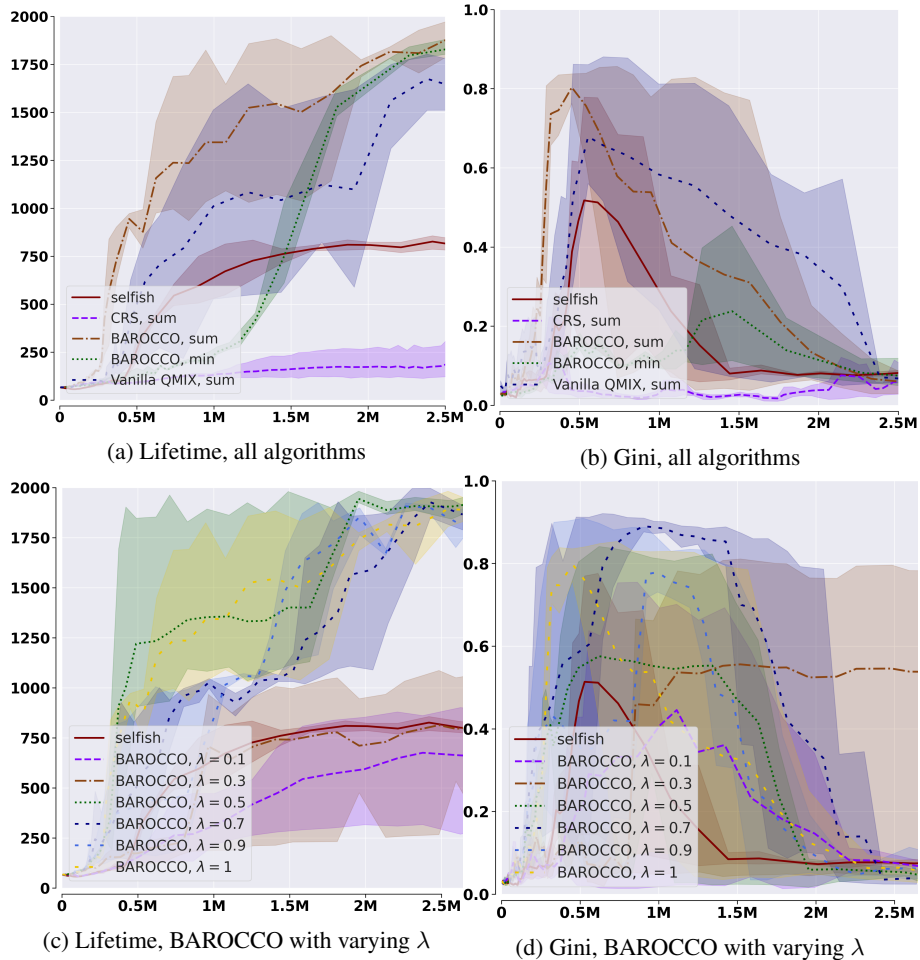 2000
1750
1500
1250
1000
750
500
250
0
selfish
CRS, sum
BAROCCO, sum
BAROCCO, min
Vanilla QMIX, sum
0 0.5M 1M 1.5M 2M 2.5M
(a) Lifetime, all algorithms
1.0
0.8
0.6
0.4
0.2
0.0
selfish
CRS, sum
BAROCCO, sum
BAROCCO, min
Vanilla QMIX, sum
0 0.5M 1M 1.5M 2M 2.5M
(b) Gini, all algorithms
2000
1750
1500
1250
1000
750
500
250
0
selfish
BAROCCO, λ = 0.1
BAROCCO, λ = 0.3
BAROCCO, λ = 0.5
BAROCCO, λ = 0.7
BAROCCO, λ = 0.9
BAROCCO, λ = 1
0 0.5M 1M 1.5M 2M 2.5M
(c) Lifetime, BAROCCO with varying λ
1.0
0.8
0.6
0.4
0.2
0.0
selfish
BAROCCO, λ = 0.1
BAROCCO, λ = 0.3
BAROCCO, λ = 0.5
BAROCCO, λ = 0.7
BAROCCO, λ = 0.9
BAROCCO, λ = 1
0 0.5M 1M 1.5M 2M 2.5M
(d) Gini, BAROCCO with varying λ